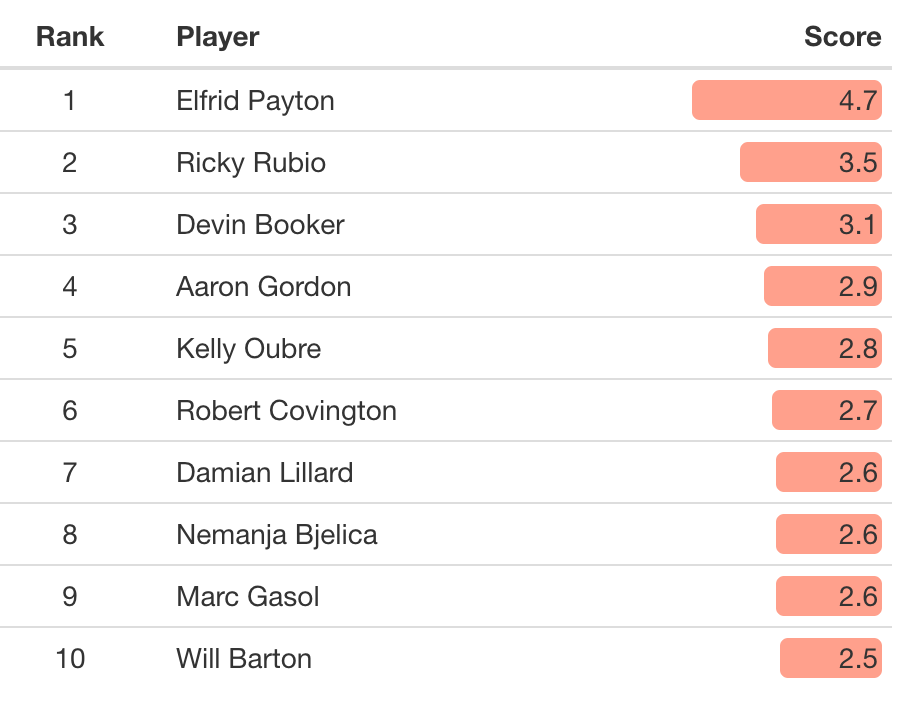 Rank Player Score
1 Elfrid Payton 4.7
2 Ricky Rubio 3.5
3 Devin Booker 3.1
4 Aaron Gordon 2.9
5 Kelly Oubre 2.8
6 Robert Covington 2.7
7 Damian Lillard 2.6
8 Nemanja Bjelica 2.6
9 Marc Gasol 2.6
10 Will Barton 2.5